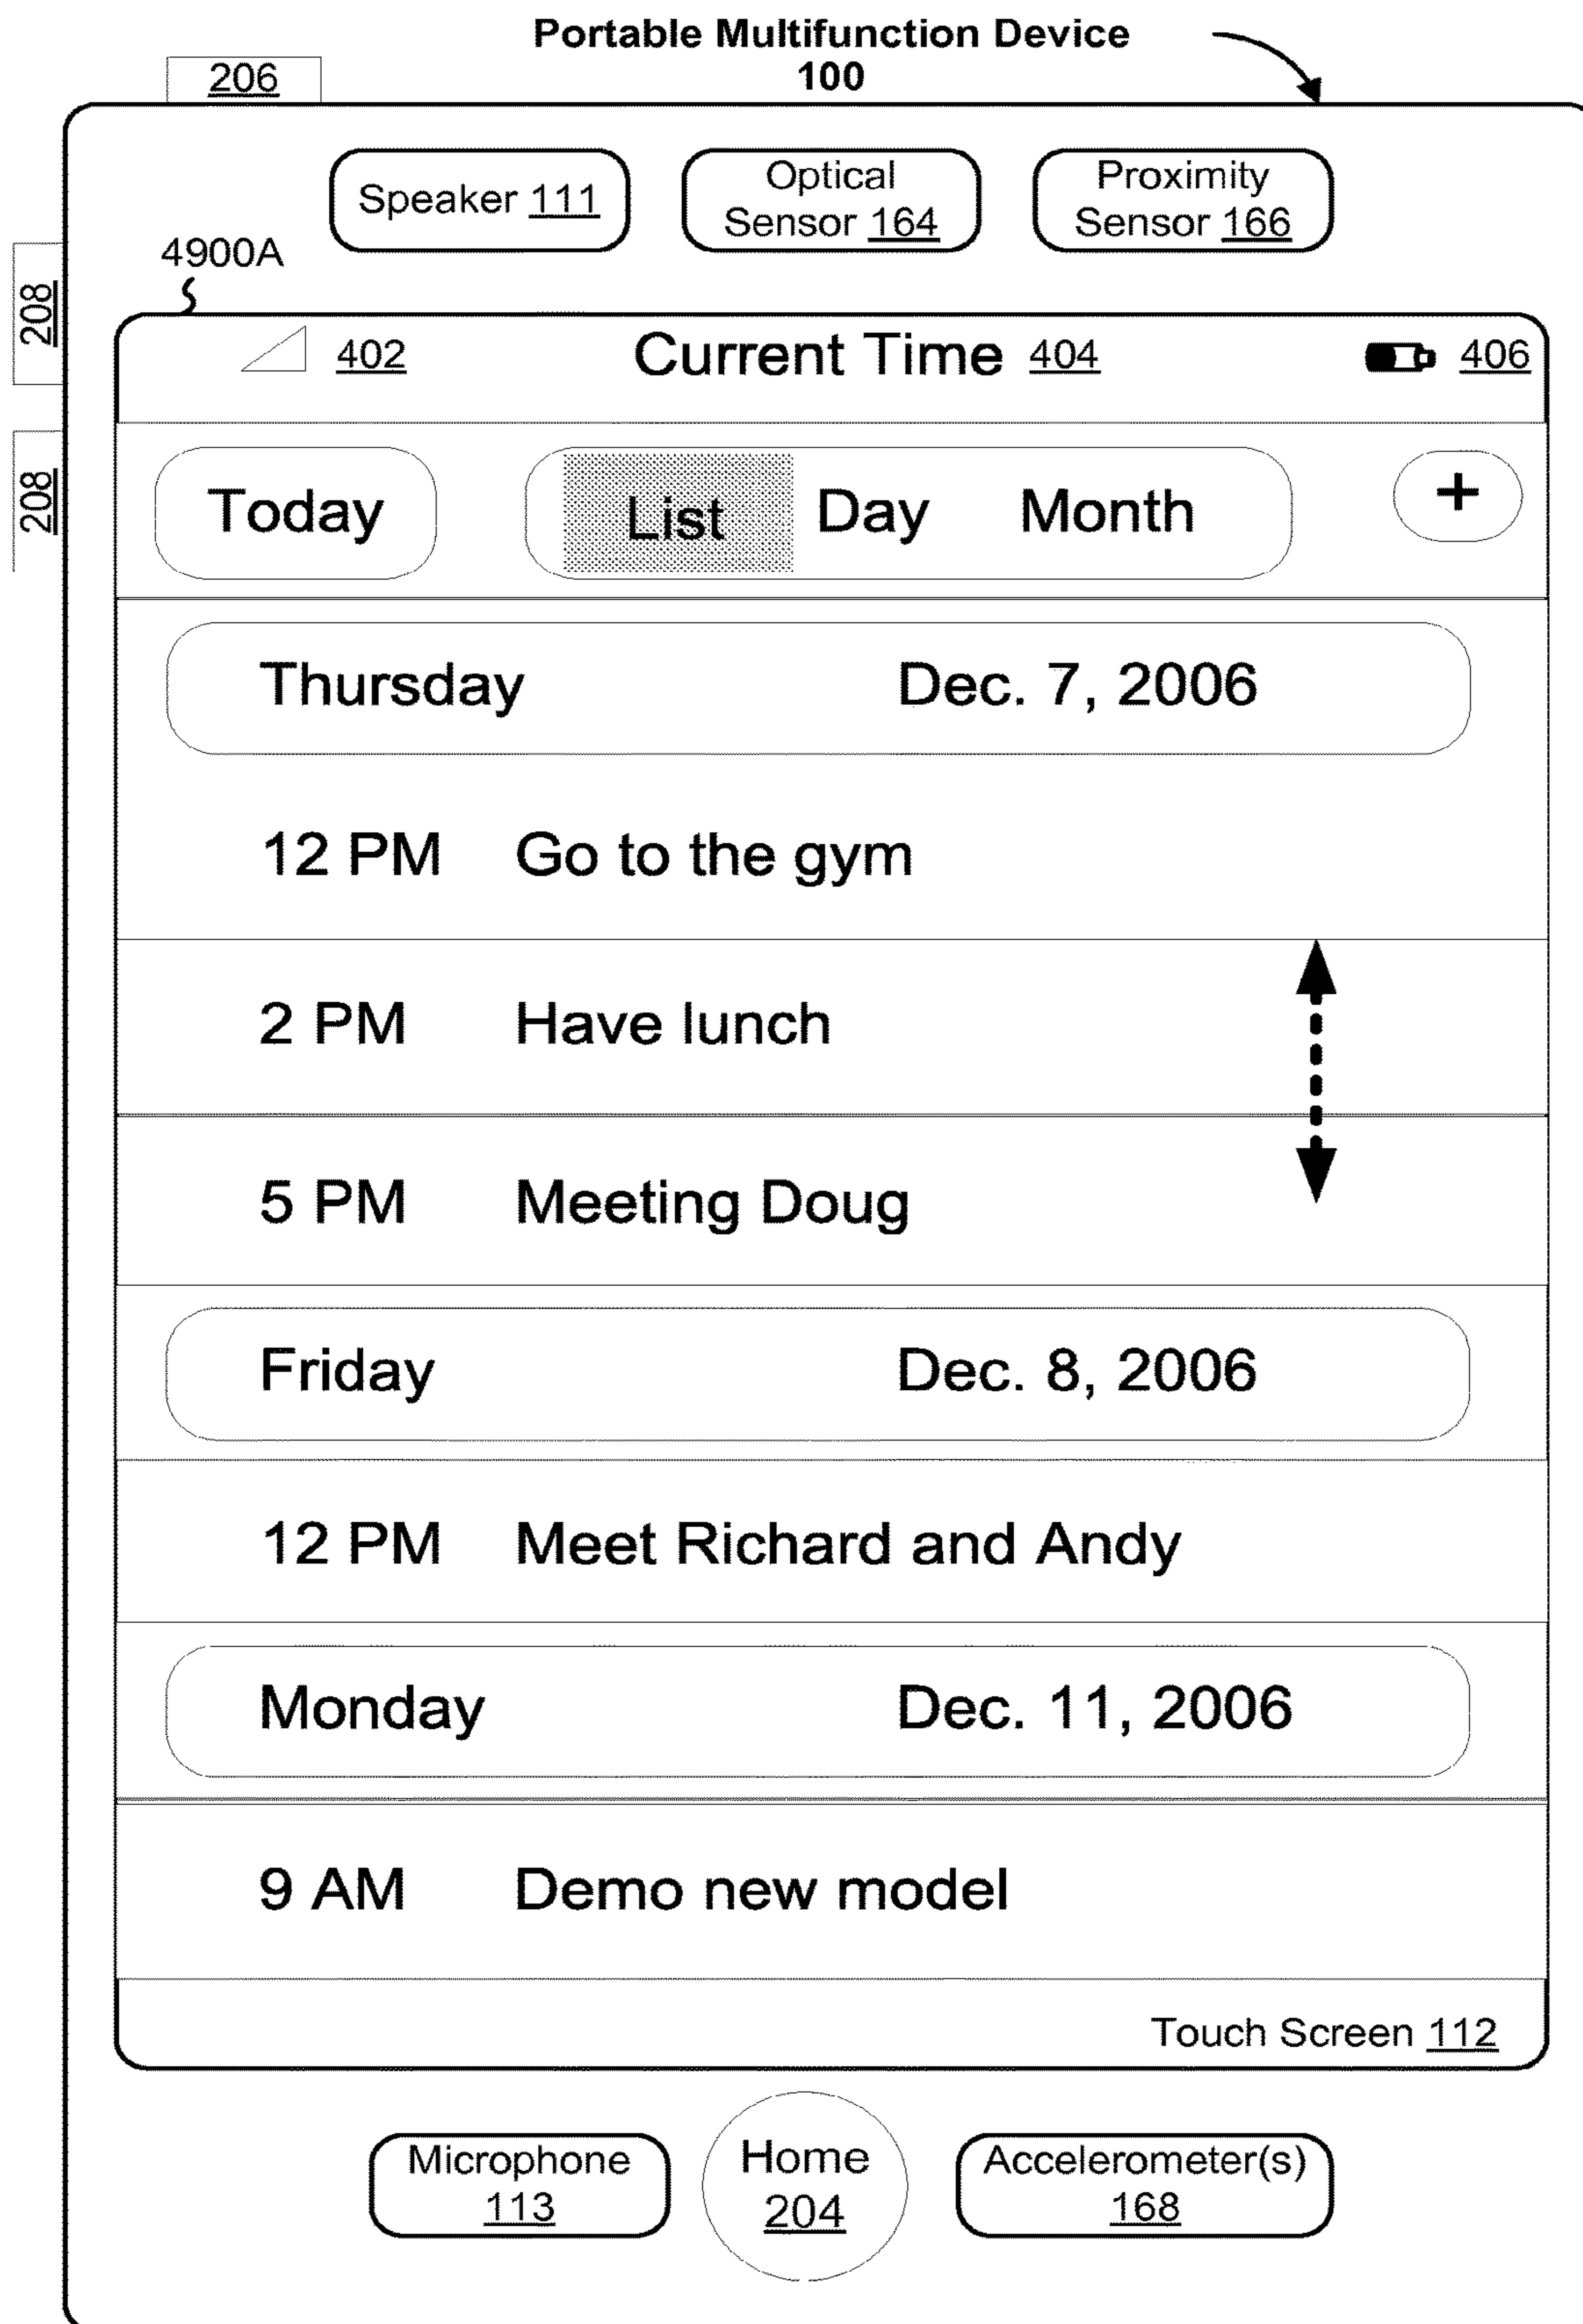 Portable Multifunction Device
100
206
Speaker 111
Optical
Sensor 164
Proximity
Sensor 166
4900A
208
208
402
Current Time 404
406
Today
List
Day
Month
+
Thursday Dec. 7, 2006
12 PM Go to the gym
2 PM Have lunch
5 PM Meeting Doug
Friday Dec. 8, 2006
12 PM Meet Richard and Andy
Monday Dec. 11, 2006
9 AM Demo new model
Touch Screen 112
Microphone
113
Home
204
Accelerometer(s)
168